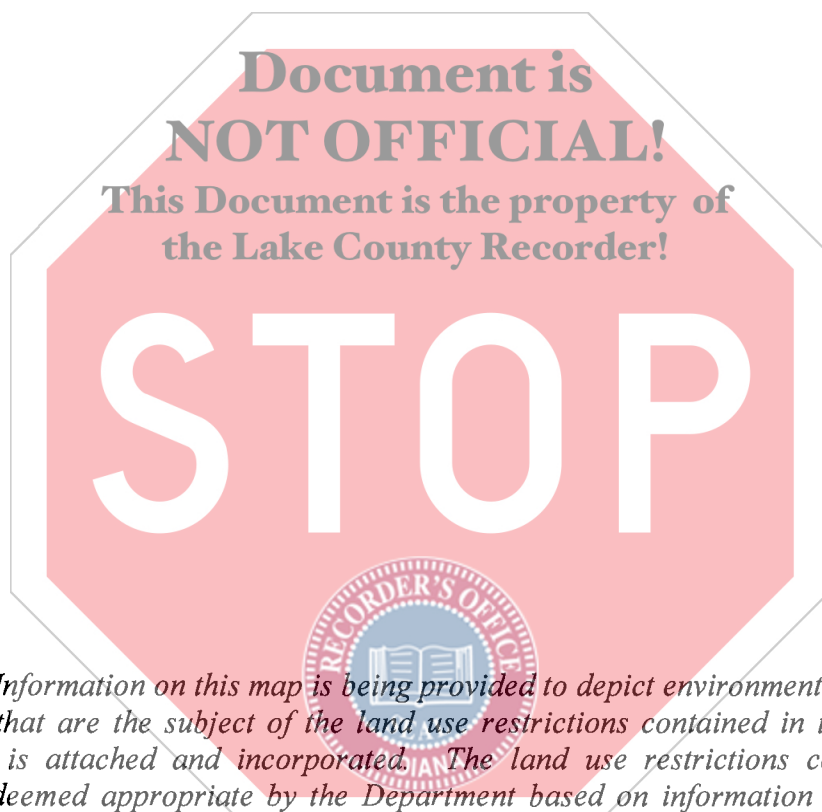 Document is
NOT OFFICIAL!
This Document is the property of
the Lake County Recorder!
STOP
RECORDER'S OFFICE
Information on this map is being provided to depict environment
that are the subject of the land use restrictions contained in
is attached and incorporated. The land use restrictions
deemed appropriate by the Department based on information